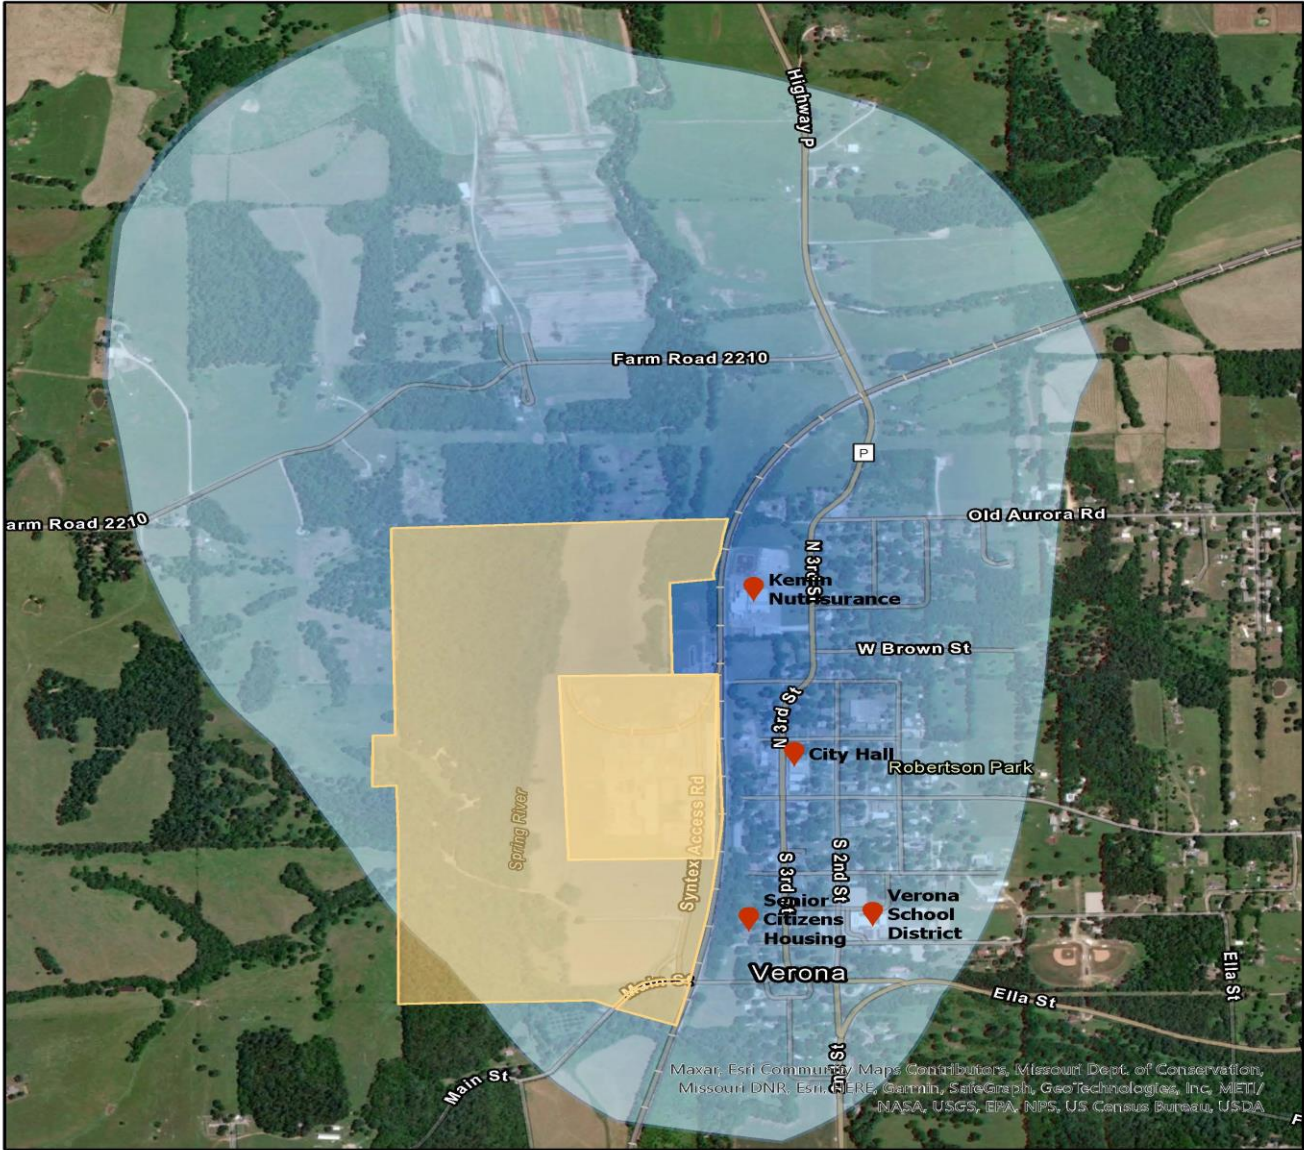 Highway P
Farm Road 2210
P
arm Road 2210
Old Aurora Rd
N 3rd St
Kemin
Nutrisurance
W Brown St
N 3rd St
City Hall
Robertson Park
Syntex Access Rd
Spring River
S 3rd St
S 2nd St
Senior
Citizens
Housing
Verona
School
District
Verona
Main St
Ella St
Ella St
Main St
Maxar, Esri Community Maps Contributors, Missouri Dept. of Conservation,
Missouri DNR, Esri, HERE, Garmin, SafeGraph, GeoTechnologies, Inc, METI/
NASA, USGS, EPA, NPS, US Census Bureau, USDA
F